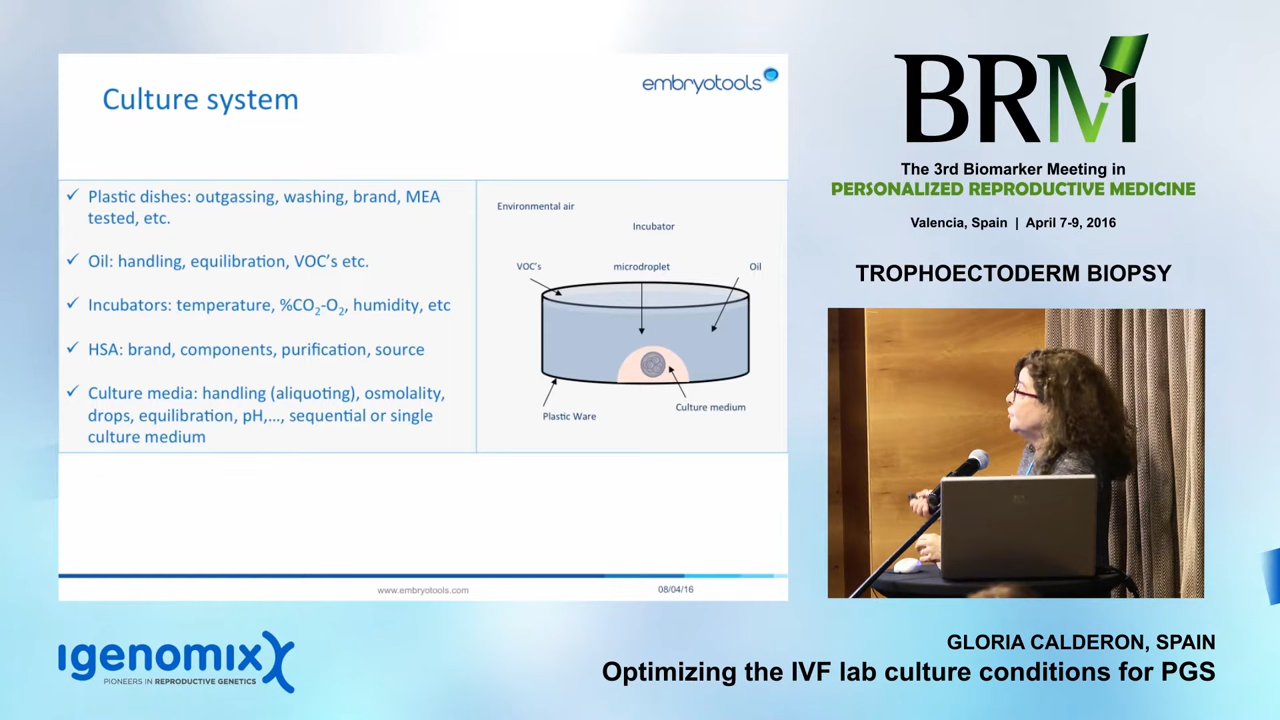 Culture system
embryotools
✓ Plastic dishes: outgassing, washing, brand, MEA
tested, etc.
✓ Oil: handling, equilibration, VOC’s etc.
✓ Incubators: temperature, %CO2-O2, humidity, etc
✓ HSA: brand, components, purification, source
✓ Culture media: handling (aliquoting), osmolality,
drops, equilibration, pH,..., sequential or single
culture medium
Environmental air
Incubator
VOC’s
microdroplet
Oil
Plastic Ware
Culture medium
www.embryotools.com
08/04/16
BRM
The 3rd Biomarker Meeting in
PERSONALIZED REPRODUCTIVE MEDICINE
Valencia, Spain | April 7-9, 2016
TROPHOECTODERM BIOPSY
igenomix
PIONEERS IN REPRODUCTIVE GENETICS
GLORIA CALDERON, SPAIN
Optimizing the IVF lab culture conditions for PGS